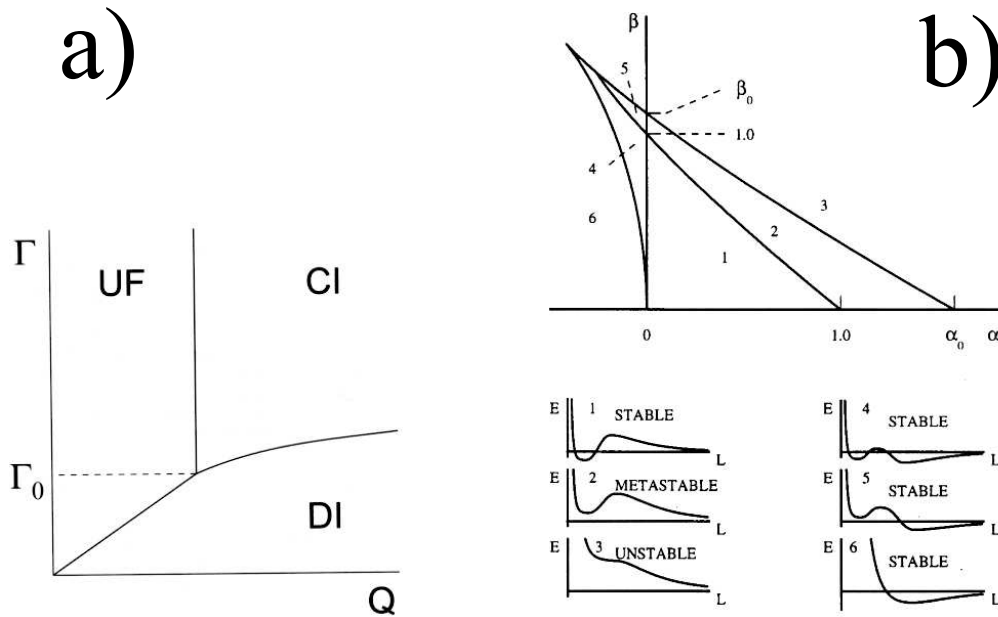 a)
b)
Γ
UF
CI
Γ₀
DI
Q
β
5
β₀
1.0
4
3
6
2
1
0
1.0
α₀
α
E
1
STABLE
L
E
2
METASTABLE
L
E
3
UNSTABLE
L
E
4
STABLE
L
E
5
STABLE
L
E
6
STABLE
L